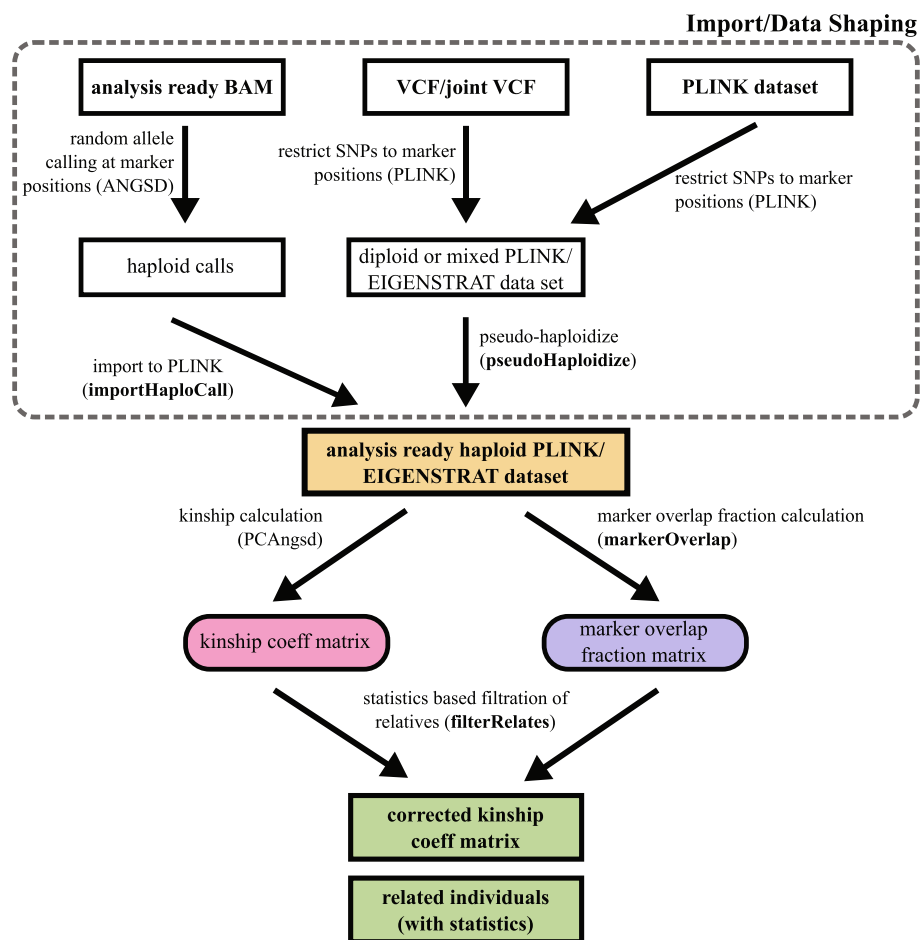 Import/Data Shaping
analysis ready BAM
VCF/joint VCF
PLINK dataset
random allele
calling at marker
positions (ANGSD)
restrict SNPs to marker
positions (PLINK)
restrict SNPs to marker
positions (PLINK)
haploid calls
diploid or mixed PLINK/
EIGENSTRAT data set
import to PLINK
(importHaploCall)
pseudo-haploidize
(pseudoHaploidize)
analysis ready haploid PLINK/
EIGENSTRAT dataset
kinship calculation
(PCAngsd)
marker overlap fraction calculation
(markerOverlap)
kinship coeff matrix
marker overlap
fraction matrix
statistics based filtration of
relatives (filterRelates)
corrected kinship
coeff matrix
related individuals
(with statistics)